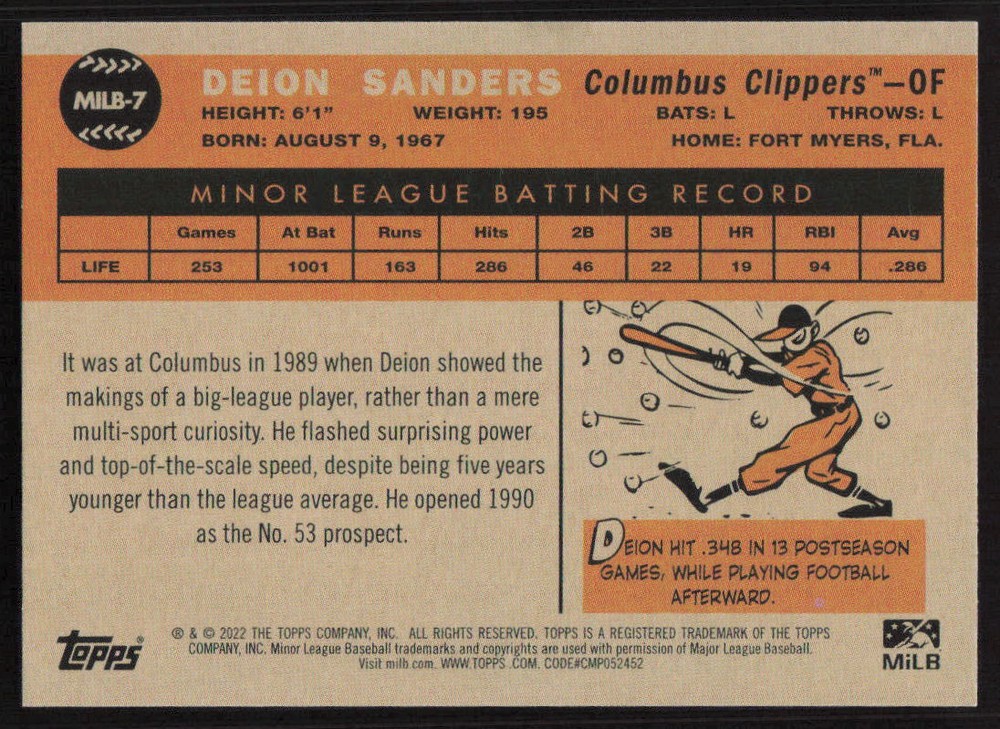 MILB-7
DEION SANDERS Columbus Clippers™—OF
HEIGHT: 6'1" WEIGHT: 195 BATS: L THROWS: L
BORN: AUGUST 9, 1967 HOME: FORT MYERS, FLA.
MINOR LEAGUE BATTING RECORD
Games At Bat Runs Hits 2B 3B HR RBI Avg
LIFE 253 1001 163 286 46 22 19 94 .286
It was at Columbus in 1989 when Deion showed the
makings of a big-league player, rather than a mere
multi-sport curiosity. He flashed surprising power
and top-of-the-scale speed, despite being five years
younger than the league average. He opened 1990
as the No. 53 prospect.
DEION HIT .348 IN 13 POSTSEASON
GAMES, WHILE PLAYING FOOTBALL
AFTERWARD.
Topps®
® & © 2022 THE TOPPS COMPANY, INC. ALL RIGHTS RESERVED. TOPPS IS A REGISTERED TRADEMARK OF THE TOPPS
COMPANY, INC. Minor League Baseball trademarks and copyrights are used with permission of Major League Baseball.
Visit milb.com. WWW.TOPPS.COM. CODE#CMP052452
MiLB